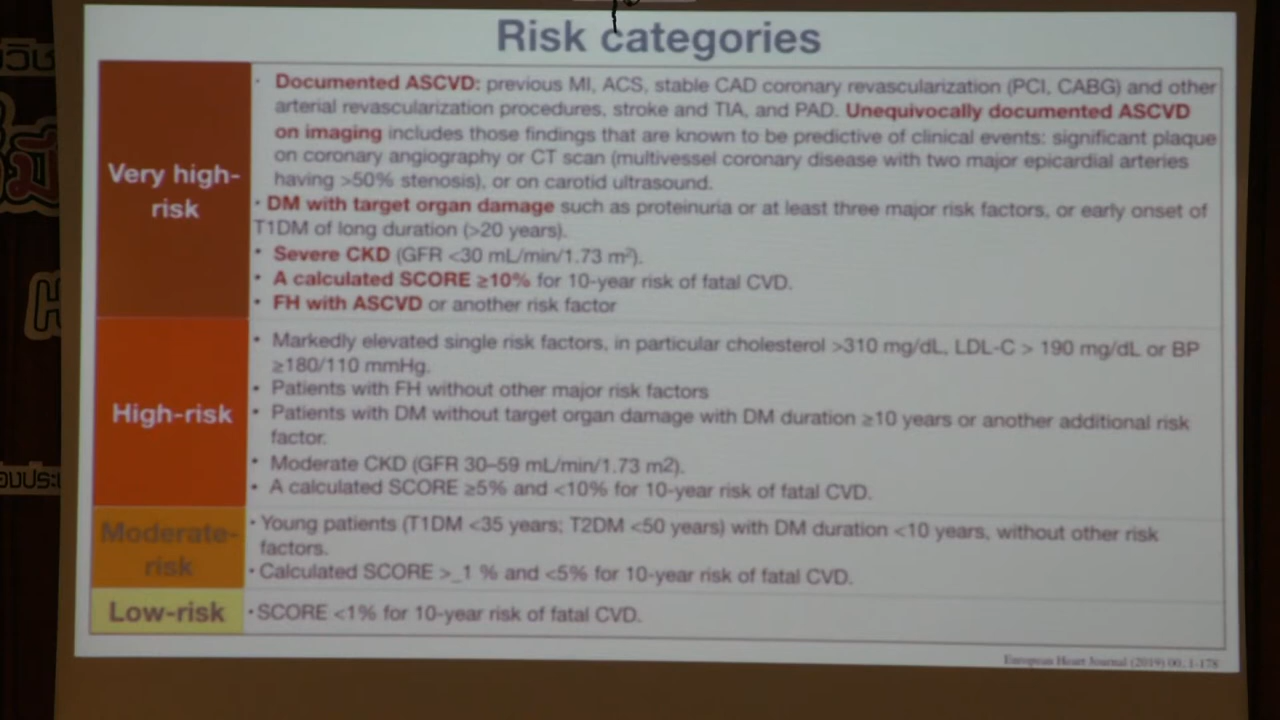 Risk categories
Very high-
risk
· Documented ASCVD: previous MI, ACS, stable CAD coronary revascularization (PCI, CABG) and other
arterial revascularization procedures, stroke and TIA, and PAD. Unequivocally documented ASCVD
on imaging includes those findings that are known to be predictive of clinical events: significant plaque
on coronary angiography or CT scan (multivessel coronary disease with two major epicardial arteries
having >50% stenosis), or on carotid ultrasound.
· DM with target organ damage such as proteinuria or at least three major risk factors, or early onset of
T1DM of long duration (>20 years).
• Severe CKD (GFR <30 mL/min/1.73 m²).
• A calculated SCORE ≥10% for 10-year risk of fatal CVD.
• FH with ASCVD or another risk factor
High-risk
• Markedly elevated single risk factors, in particular cholesterol >310 mg/dL, LDL-C > 190 mg/dL or BP
≥180/110 mmHg.
• Patients with FH without other major risk factors
• Patients with DM without target organ damage with DM duration ≥10 years or another additional risk
factor.
• Moderate CKD (GFR 30–59 mL/min/1.73 m2).
• A calculated SCORE ≥5% and <10% for 10-year risk of fatal CVD.
Moderate-
risk
• Young patients (T1DM <35 years; T2DM <50 years) with DM duration <10 years, without other risk
factors.
• Calculated SCORE >_1 % and <5% for 10-year risk of fatal CVD.
Low-risk
• SCORE <1% for 10-year risk of fatal CVD.
European Heart Journal (2019) 00, 1-178